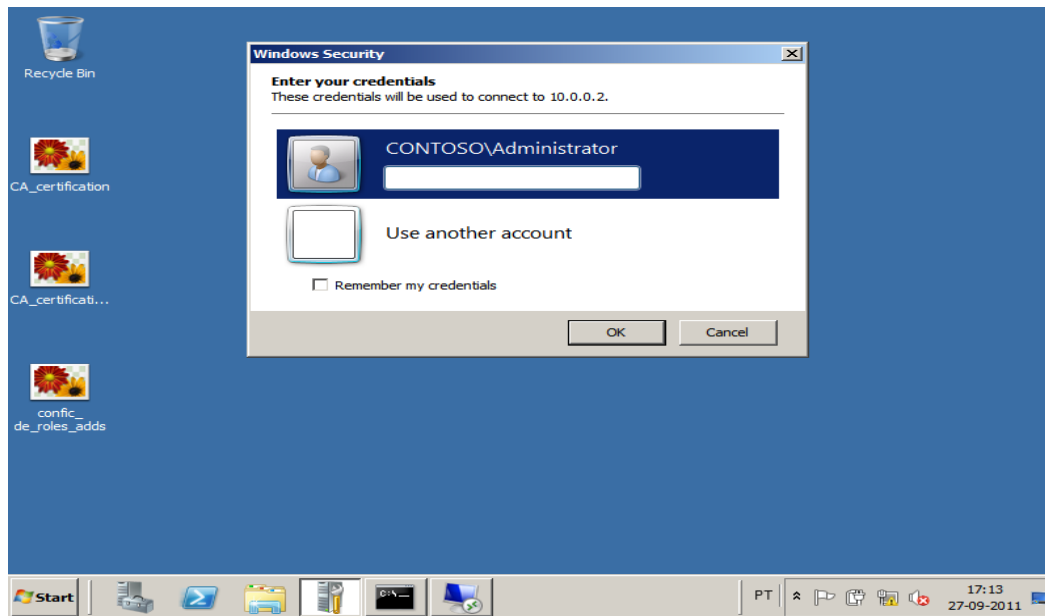 Recycle Bin
CA_certification
CA_certificati...
confic_
de_roles_adds
Windows Security
Enter your credentials
These credentials will be used to connect to 10.0.0.2.
CONTOSO\Administrator
Use another account
Remember my credentials
OK
Cancel
Start
C:\_
PT
17:13
27-09-2011